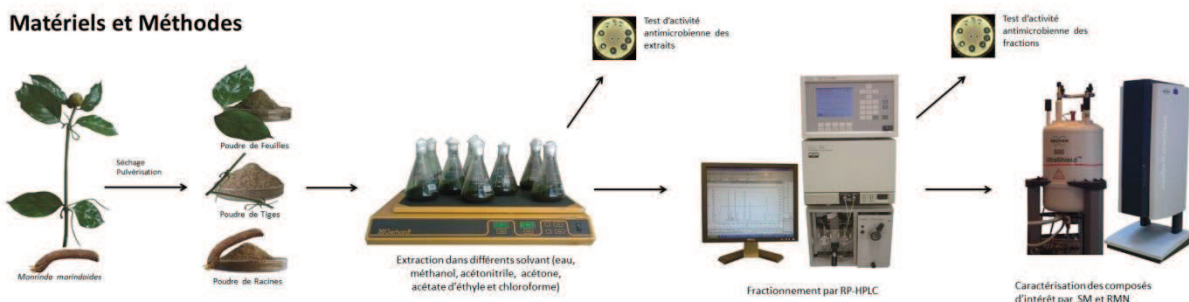 Matériels et Méthodes
Test d'activité
antimicrobienne des
extraits
Test d'activité
antimicrobienne des
fractions
Séchage
Pulvérisation
Poudre de Feuilles
Poudre de Tiges
Poudre de Racines
Morinda morindoides
Gerhardt
Extraction dans différents solvant (eau,
méthanol, acétonitrile, acétone,
acétate d'éthyle et chloroforme)
Fractionnement par RP-HPLC
UltraShield
Caractérisation des composés
d'intérêt par SM et RMN